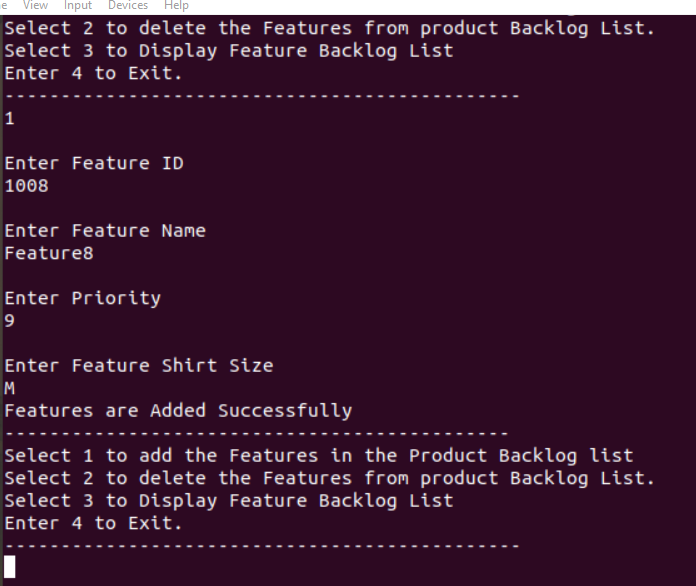 View Input Devices Help
Select 2 to delete the Features from product Backlog List.
Select 3 to Display Feature Backlog List
Enter 4 to Exit.
----------------------------------------------
1
Enter Feature ID
1008
Enter Feature Name
Feature8
Enter Priority
9
Enter Feature Shirt Size
M
Features are Added Successfully
---------------------------------------------
Select 1 to add the Features in the Product Backlog list
Select 2 to delete the Features from product Backlog List.
Select 3 to Display Feature Backlog List
Enter 4 to Exit.
----------------------------------------------